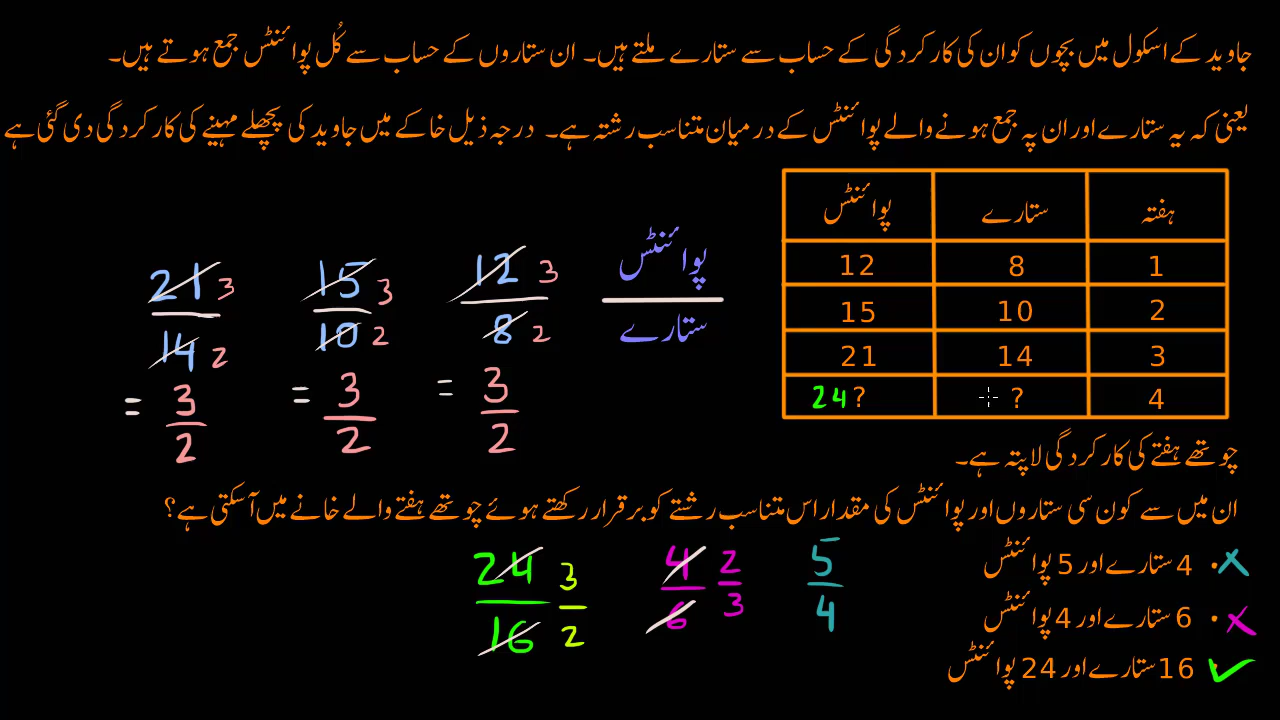 جاوید کے اسکول میں بچوں کو ان کی کارکردگی کے حساب سے ستارے ملتے ہیں۔ ان ستاروں کے حساب سے کُل پوائنٹس جمع ہوتے ہیں۔
یعنی کہ یہ ستارے اور ان پہ جمع ہونے والے پوائنٹس کے درمیان متناسب رشتہ ہے۔ درجہ ذیل خاکے میں جاوید کی پچھلے مہینے کی کارکردگی دی گئی ہے
ہفتہ ستارے پوائنٹس
1 8 12
2 10 15
3 14 21
4 ? 24?
پوائنٹس
ستارے
12 3
8 2
= 3
2
15 3
10 2
= 3
2
21 3
14 2
= 3
2
چوتھے ہفتے کی کارکردگی لاپتہ ہے۔
ان میں سے کون سی ستاروں اور پوائنٹس کی مقدار اس متناسب رشتے کو برقرار رکھتے ہوئے چوتھے ہفتے والے خانے میں آسکتی ہے؟
• 4 ستارے اور 5 پوائنٹس
• 6 ستارے اور 4 پوائنٹس
• 16 ستارے اور 24 پوائنٹس
5
4
4 2
6 3
24 3
16 2